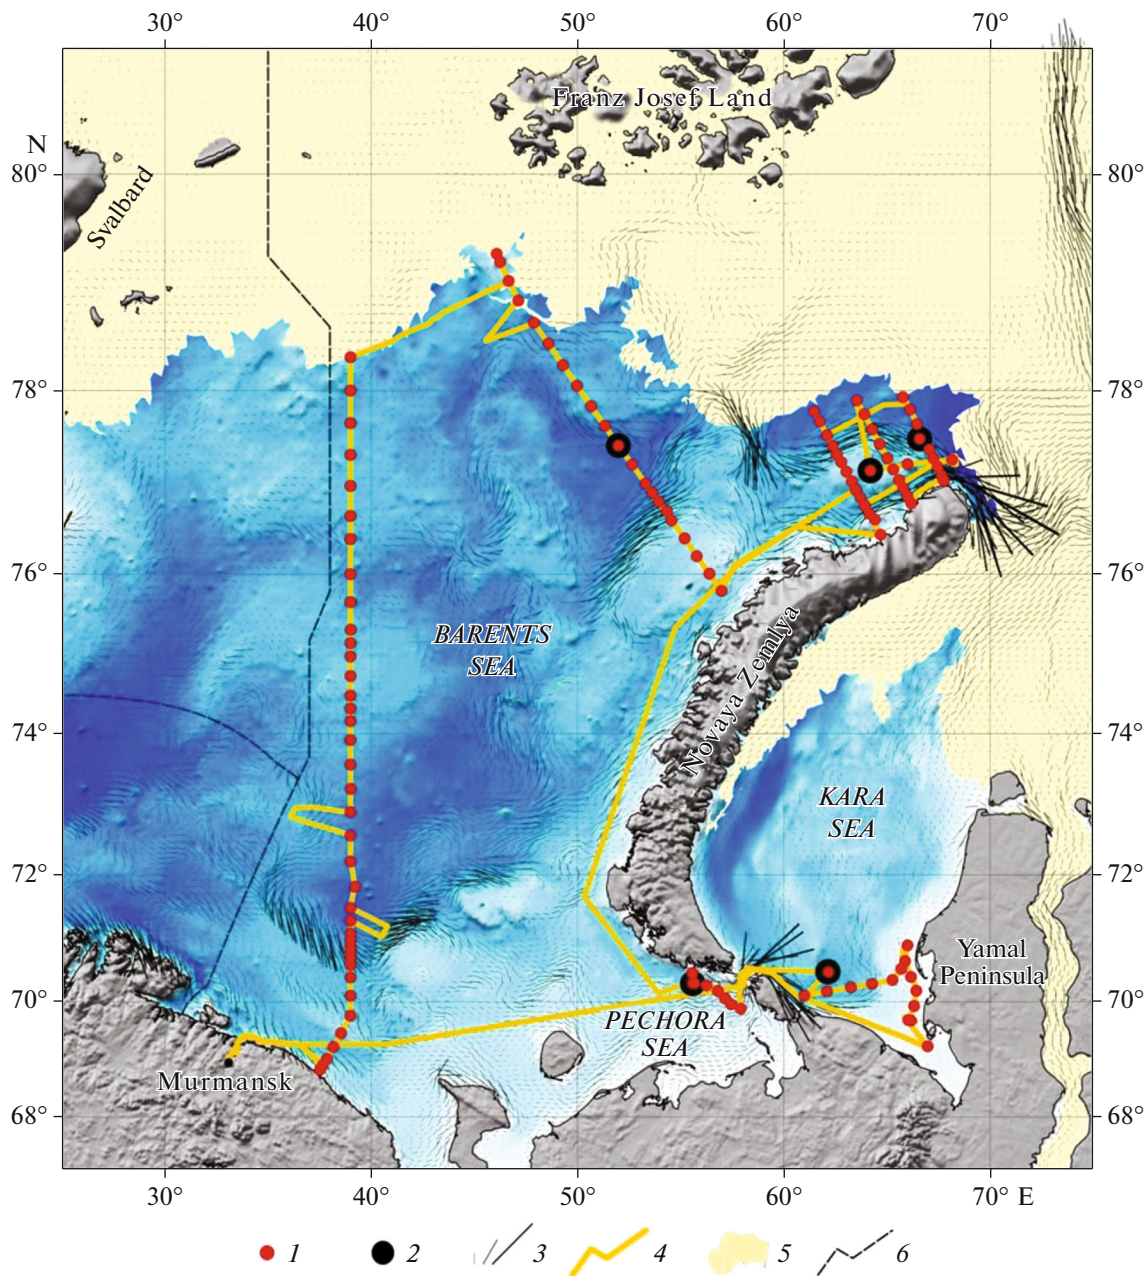 30° 40° 50° 60° 70°
Franz Josef Land
N
80° 80°
Svalbard
78° 78°
76° 76°
BARENTS
SEA
Novaya Zemlya
74° 74°
KARA
SEA
72° 72°
Yamal
Peninsula
70° 70°
PECHORA
SEA
Murmansk
68° 68°
30° 40° 50° 60° 70° E
1 2 3 4 5 6